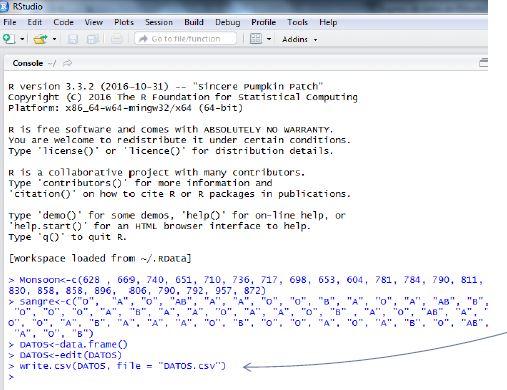 RStudio
File Edit Code View Plots Session Build Debug Profile Tools Help
Go to file/function Addins
Console ~/
R version 3.3.2 (2016-10-31) -- "Sincere Pumpkin Patch"
Copyright (C) 2016 The R Foundation for Statistical Computing
Platform: x86_64-w64-mingw32/x64 (64-bit)
R is free software and comes with ABSOLUTELY NO WARRANTY.
You are welcome to redistribute it under certain conditions.
Type 'license()' or 'licence()' for distribution details.
R is a collaborative project with many contributors.
Type 'contributors()' for more information and
'citation()' on how to cite R or R packages in publications.
Type 'demo()' for some demos, 'help()' for on-line help, or
'help.start()' for an HTML browser interface to help.
Type 'q()' to quit R.
[workspace loaded from ~/.RData]
> Monsoon<-c(628 , 669, 740, 651, 710, 736, 717, 698, 653, 604, 781, 784, 790, 811,
830, 858, 858, 896, 806, 790, 792, 957, 872)
> sangre<-c("O", "A", "O", "AB", "A", "A", "O", "O", "B", "A", "O", "A", "AB", "B",
"O", "O", "O", "A", "B", "A", "A", "O", "A", "A", "O", "B" ,"A", "O", "AB", "A", "
O", "O", "A", "B", "A", "A", "A", "O", "A", "O", "B", "O", "O", "A", "O", "B", "O", "AB,
"A", "O", "B")
> DATOS<-data.frame()
> DATOS<-edit(DATOS)
> write.csv(DATOS, file = "DATOS.csv")
>